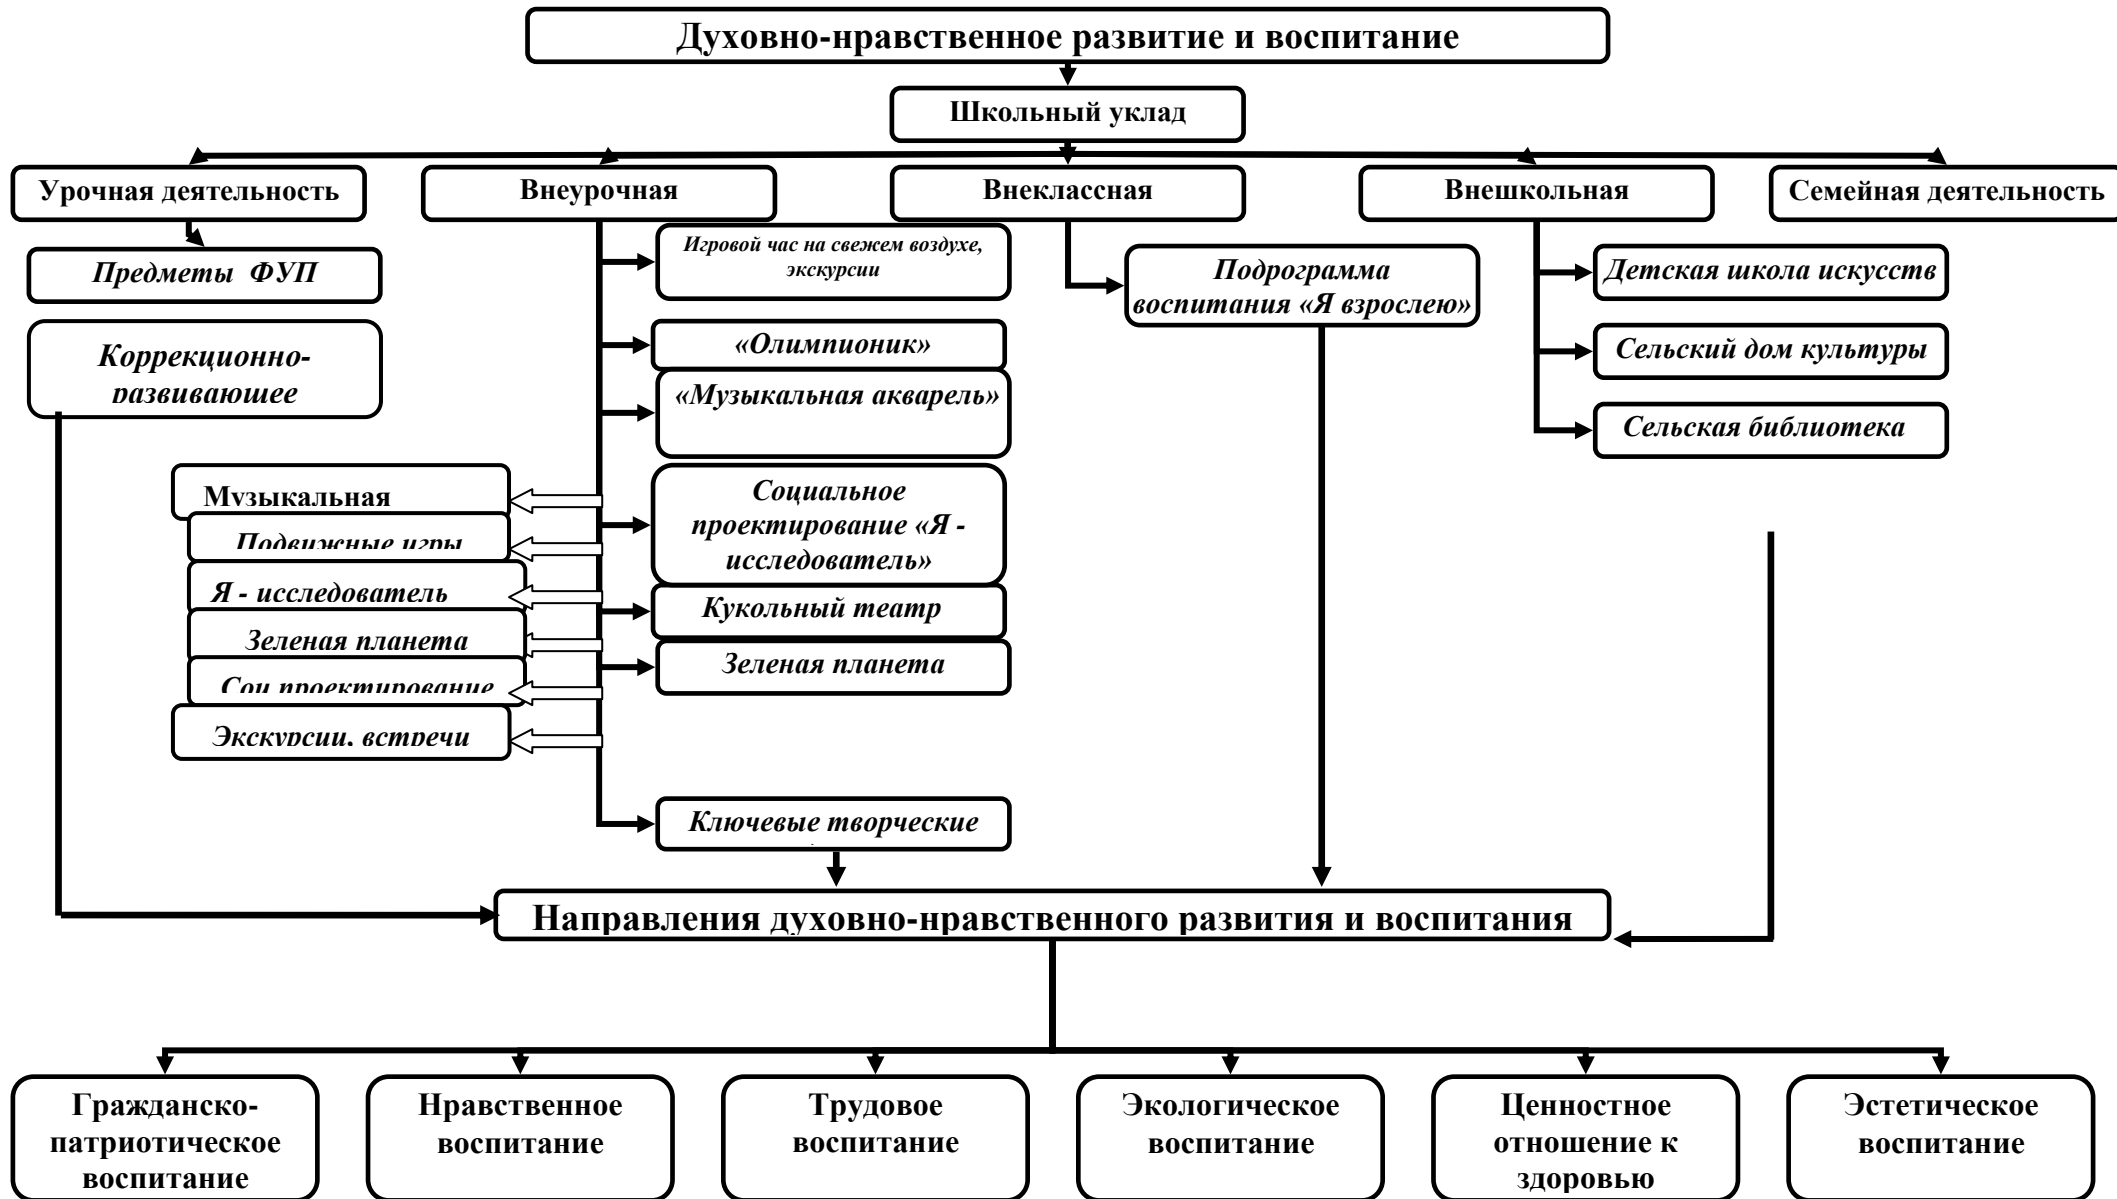 Духовно-нравственное развитие и воспитание
Школьный уклад
Урочная деятельность
Внеурочная
Внеклассная
Внешкольная
Семейная деятельность
Предметы ФУП
Коррекционно-
развивающее
Игровой час на свежем воздухе,
экскурсии
«Олимпионик»
«Музыкальная акварель»
Социальное
проектирование «Я -
исследователь»
Кукольный театр
Зеленая планета
Ключевые творческие
Музыкальная
Подвижные игры
Я - исследователь
Зеленая планета
Соц проектирование
Экскурсии, встречи
Подрограмма
воспитания «Я взрослею»
Детская школа искусств
Сельский дом культуры
Сельская библиотека
Направления духовно-нравственного развития и воспитания
Гражданско-
патриотическое
воспитание
Нравственное
воспитание
Трудовое
воспитание
Экологическое
воспитание
Ценностное
отношение к
здоровью
Эстетическое
воспитание